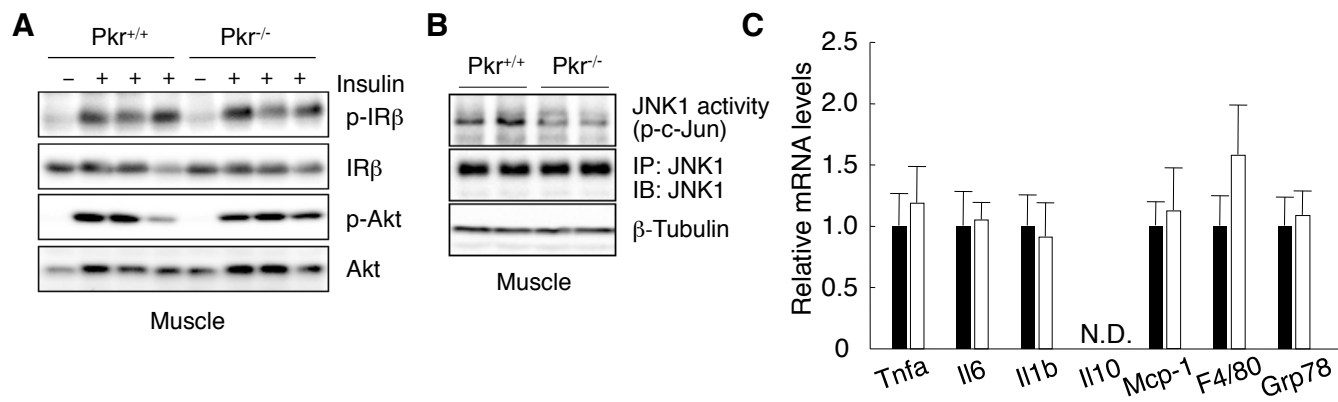 A
Pkr+/+ Pkr-/-
– + + + – + + + Insulin
p-IRβ
IRβ
p-Akt
Akt
Muscle
B
Pkr+/+ Pkr-/-
JNK1 activity
(p-c-Jun)
IP: JNK1
IB: JNK1
β-Tubulin
Muscle
C
Relative mRNA levels
2.5
2.0
1.5
1.0
0.5
0
N.D.
Tnfa Il6 Il1b Il10 Mcp-1 F4/80 Grp78